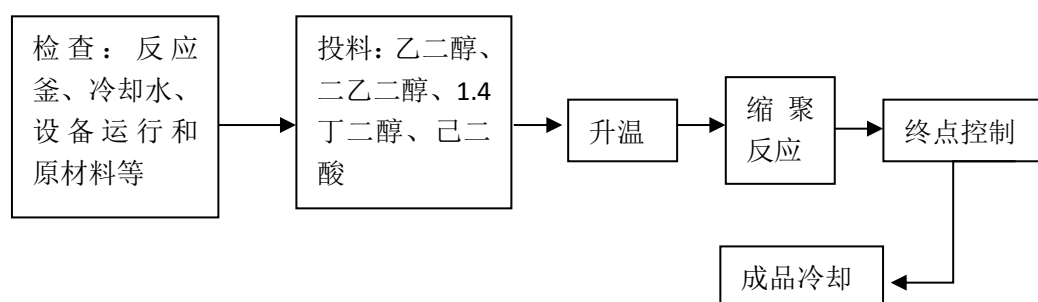 检查：反应
釜、冷却水、
设备运行和
原材料等
投料：乙二醇、
二乙二醇、1.4
丁二醇、己二
酸
升温
缩聚
反应
终点控制
成品冷却